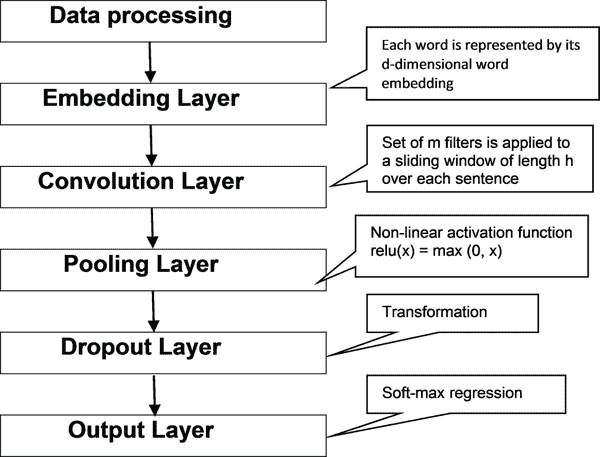 Data processing
Each word is represented by its
d-dimensional word
embedding
Embedding Layer
Set of m filters is applied to
a sliding window of length h
over each sentence
Convolution Layer
Non-linear activation function
relu(x) = max (0, x)
Pooling Layer
Transformation
Dropout Layer
Soft-max regression
Output Layer